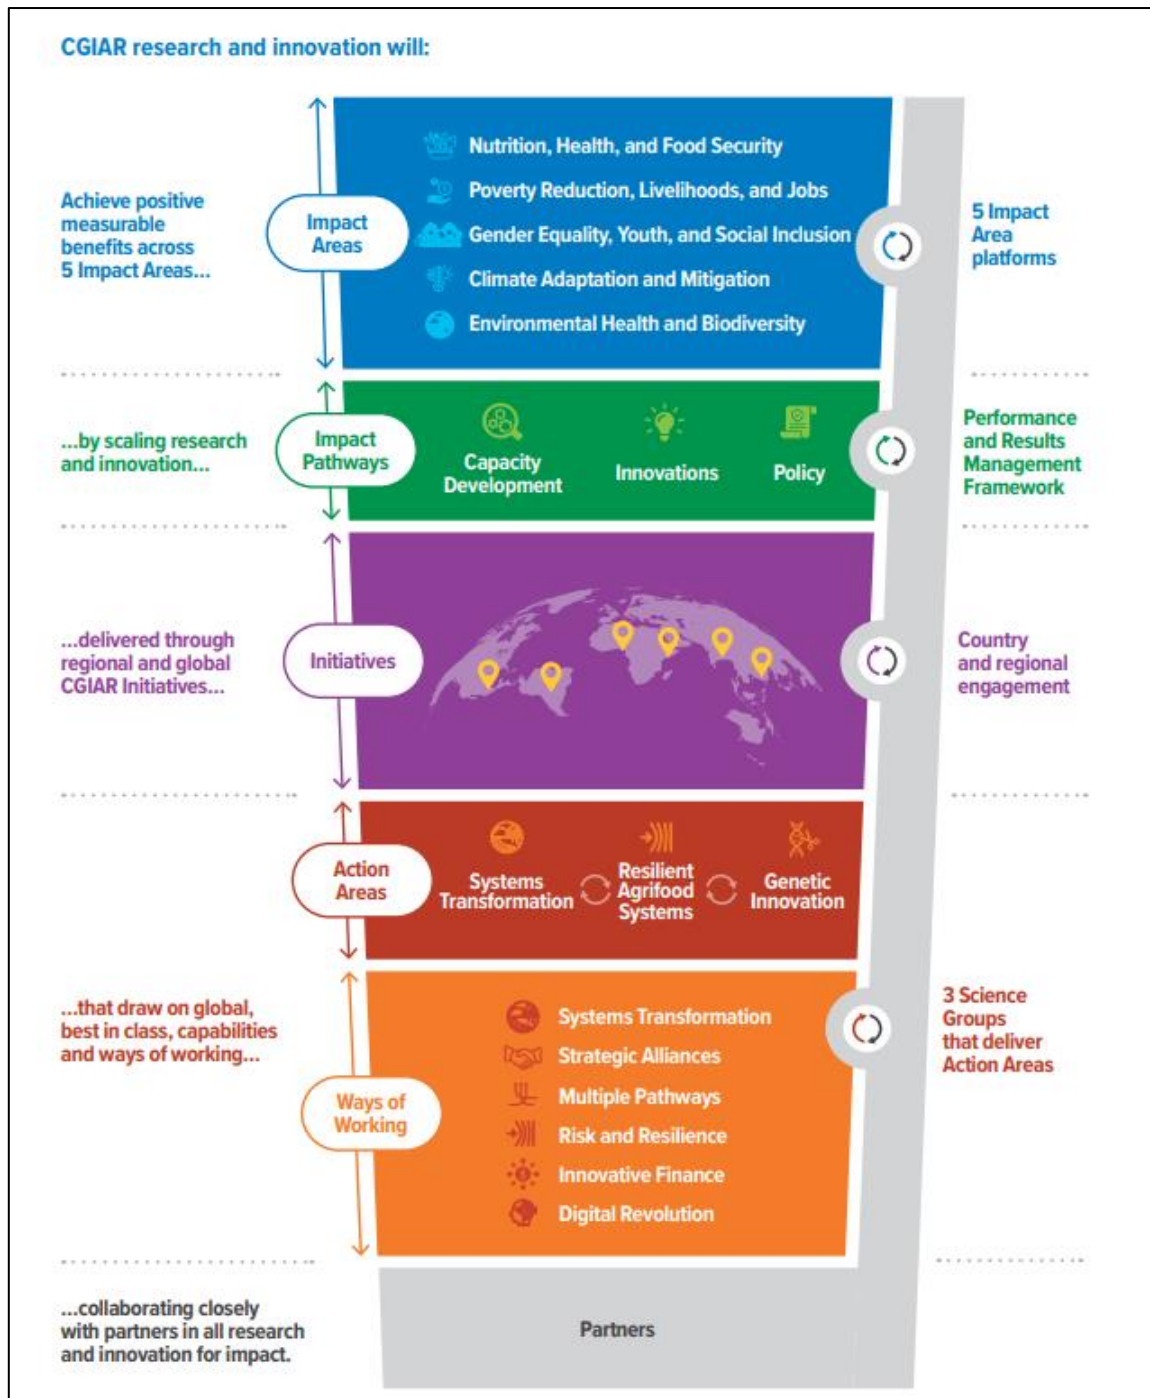 CGIAR research and innovation will:
Achieve positive
measurable
benefits across
5 Impact Areas...
Impact
Areas
Nutrition, Health, and Food Security
Poverty Reduction, Livelihoods, and Jobs
Gender Equality, Youth, and Social Inclusion
Climate Adaptation and Mitigation
Environmental Health and Biodiversity
5 Impact
Area
platforms
...by scaling research
and innovation...
Impact
Pathways
Capacity
Development
Innovations
Policy
Performance
and Results
Management
Framework
...delivered through
regional and global
CGIAR Initiatives...
Initiatives
Country
and regional
engagement
Action
Areas
Systems
Transformation
Resilient
Agrifood
Systems
Genetic
Innovation
...that draw on global,
best in class, capabilities
and ways of working...
Ways of
Working
Systems Transformation
Strategic Alliances
Multiple Pathways
Risk and Resilience
Innovative Finance
Digital Revolution
3 Science
Groups
that deliver
Action Areas
...collaborating closely
with partners in all research
and innovation for impact.
Partners